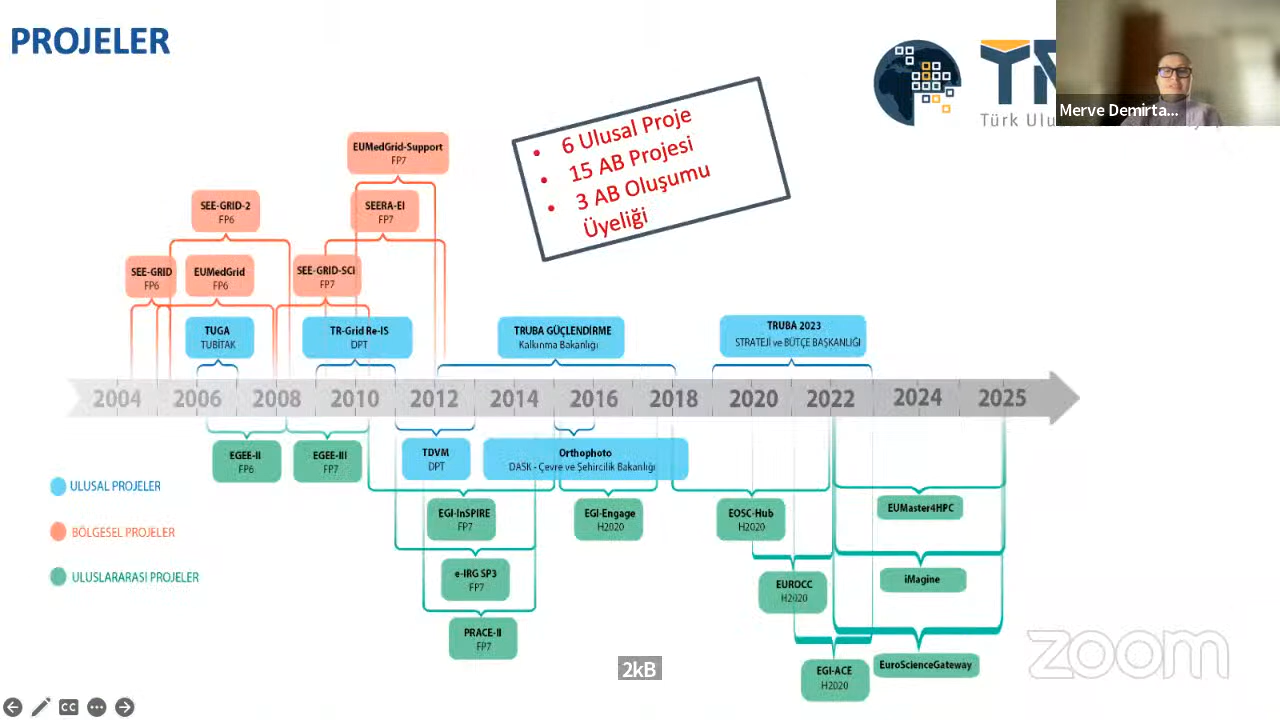 PROJELER
Türk Ulu
Merve Demirta...
6 Ulusal Proje
15 AB Projesi
3 AB Oluşumu
Üyeliği
EUMedGrid-Support
FP7
SEE-GRID-2
FP6
SEERA-EI
FP7
SEE-GRID
FP6
EUMedGrid
FP6
SEE-GRID-SCI
FP7
TUGA
TUBİTAK
TR-Grid Re-IS
DPT
TRUBA GÜÇLENDİRME
Kalkınma Bakanlığı
TRUBA 2023
STRATEJİ ve BÜTÇE BAŞKANLIĞI
2004 2006 2008 2010 2012 2014 2016 2018 2020 2022 2024 2025
EGEE-II
FP6
EGEE-III
FP7
TDVM
DPT
Orthophoto
DASK - Çevre ve Şehircilik Bakanlığı
ULUSAL PROJELER
BÖLGESEL PROJELER
ULUSLARARASI PROJELER
EGI-InSPIRE
FP7
EGI-Engage
H2020
EOSC-Hub
H2020
EUMaster4HPC
e-IRG SP3
FP7
EUROCC
H2020
iMagine
PRACE-II
FP7
EGI-ACE
H2020
EuroScienceGateway
2kB
zoom
CC